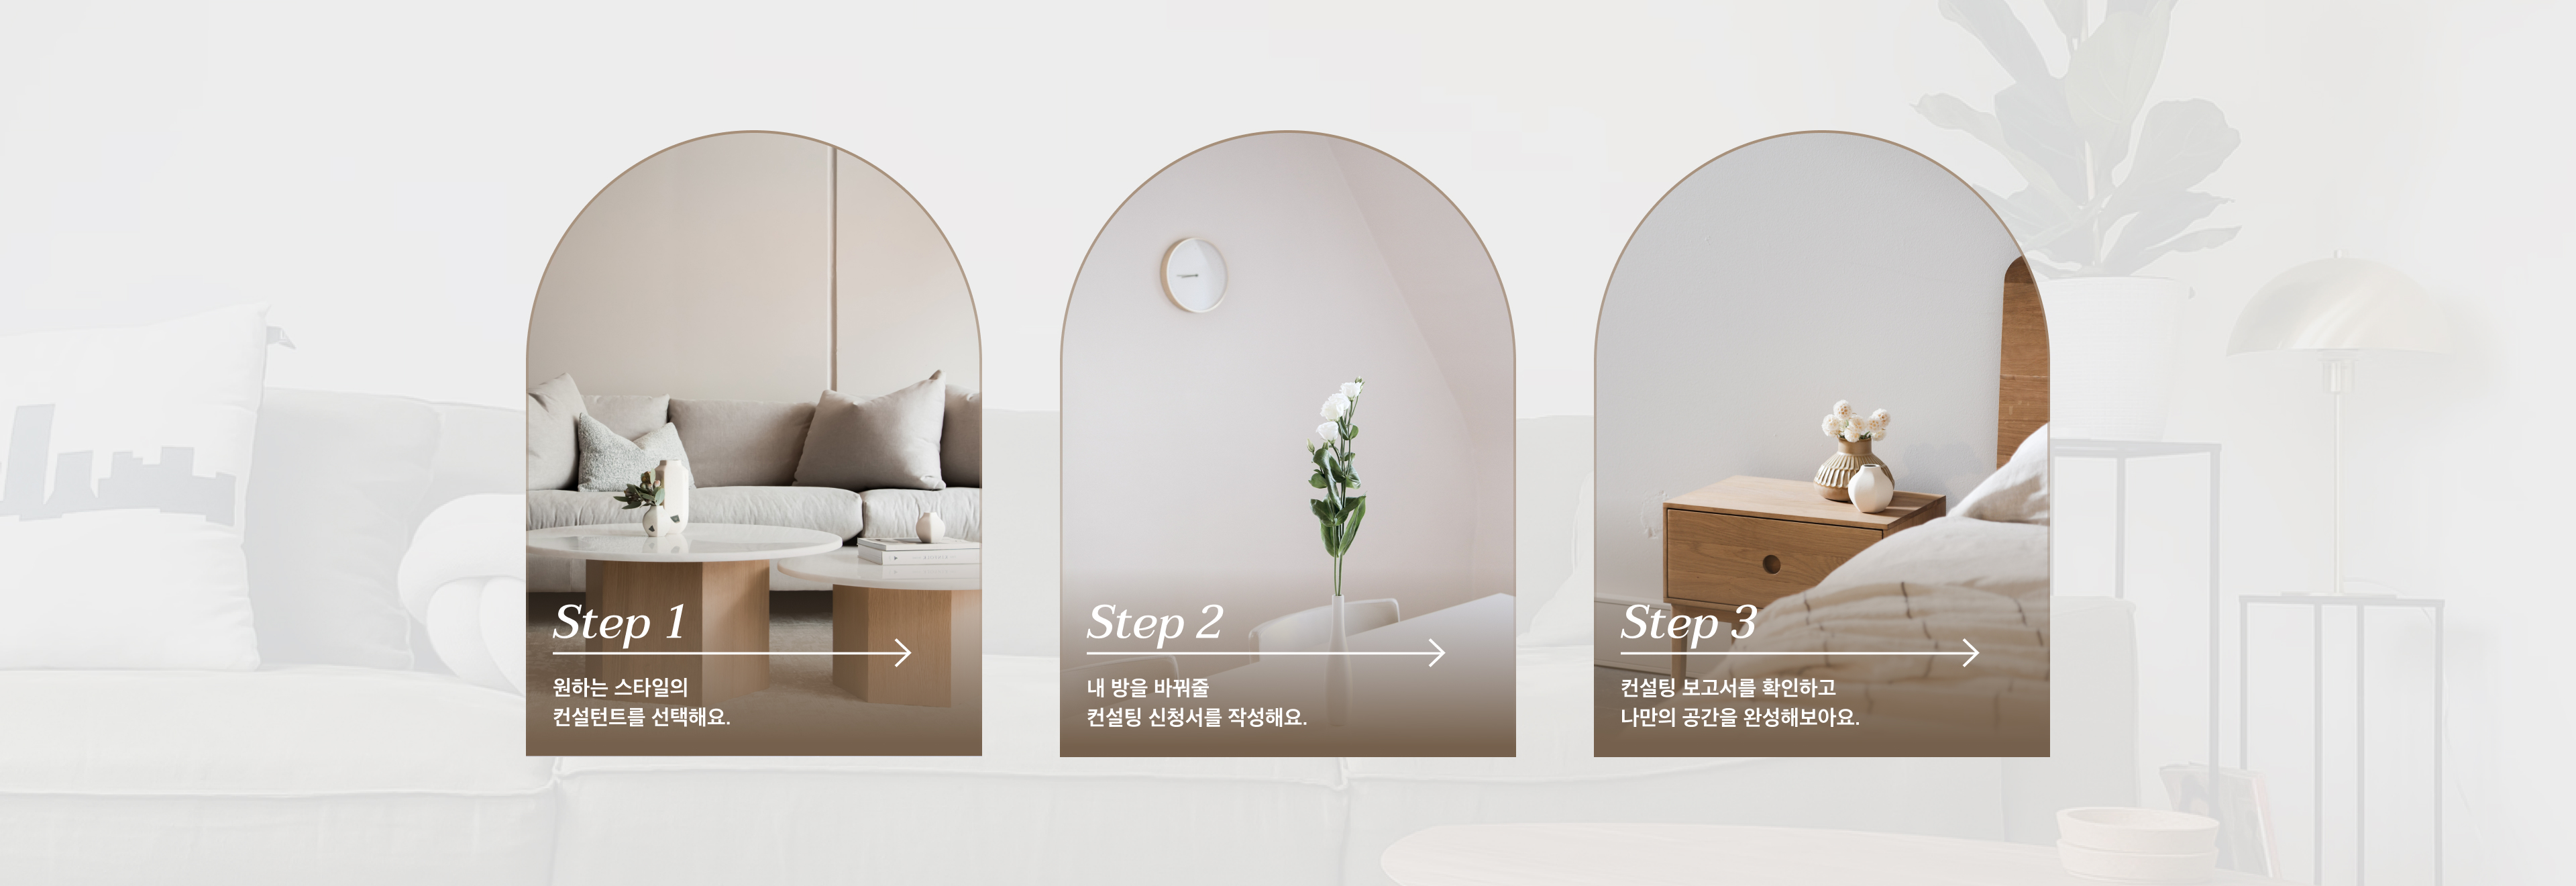 Step 1
원하는 스타일의
컨설턴트를 선택해요.
Step 2
내 방을 바꿔줄
컨설팅 신청서를 작성해요.
Step 3
컨설팅 보고서를 확인하고
나만의 공간을 완성해보아요.